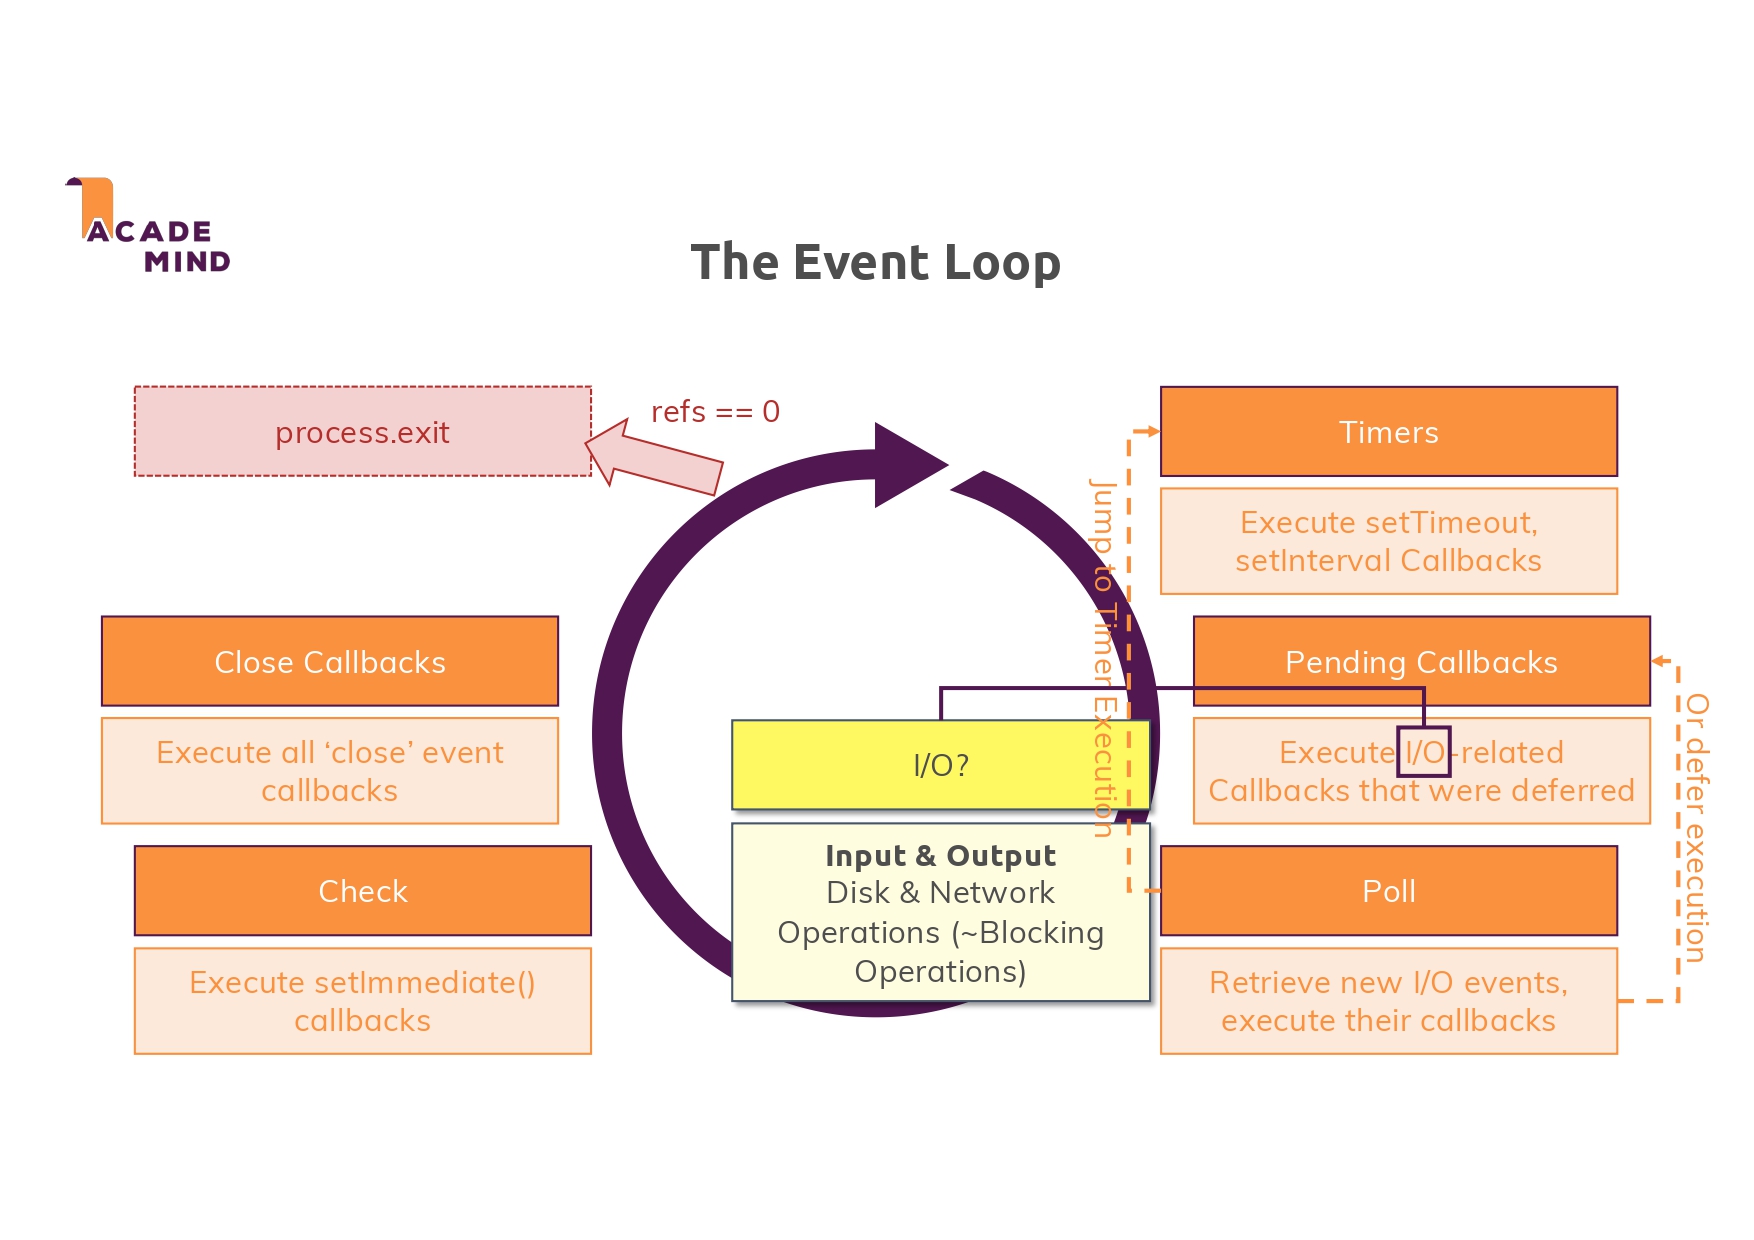 ACADE
MIND
The Event Loop
process.exit
refs == 0
Timers
Execute setTimeout,
setInterval Callbacks
Jump to Timer Execution
Close Callbacks
Execute all ‘close’ event
callbacks
Pending Callbacks
Execute I/O-related
Callbacks that were deferred
Or defer execution
I/O?
Input & Output
Disk & Network
Operations (~Blocking
Operations)
Check
Execute setImmediate()
callbacks
Poll
Retrieve new I/O events,
execute their callbacks